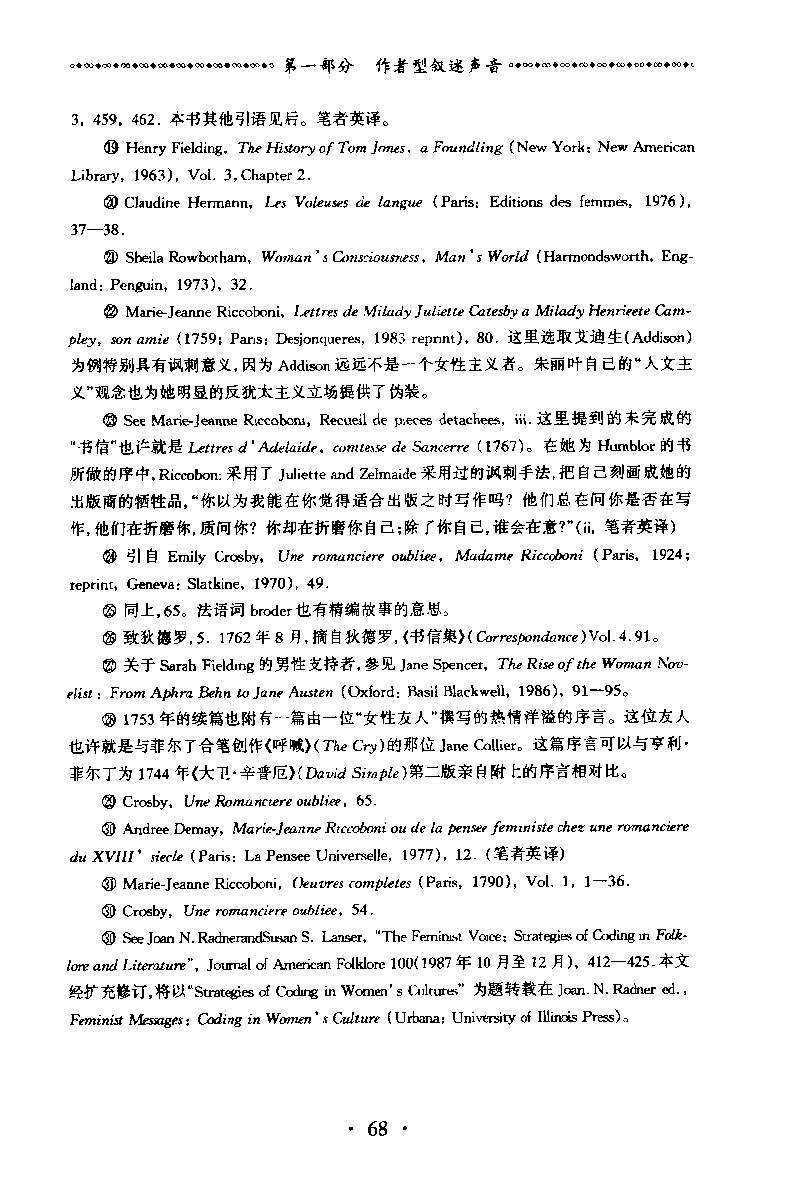 第一部分 作者型叙述声音
3, 459, 462. 本书其他引语见后。笔者英译。
⑲ Henry Fielding, The History of Tom Jones, a Foundling (New York: New American
Library, 1963), Vol. 3, Chapter 2.
⑳ Claudine Hermann, Les Voleuses de langue (Paris: Editions des femmes, 1976),
37—38.
㉑ Sheila Rowbotham, Woman's Consciousness, Man's World (Harmondsworth, Eng-
land: Penguin, 1973), 32.
㉒ Marie-Jeanne Riccoboni, Lettres de Milady Juliette Catesby a Milady Henrieete Cam-
pley, son amie (1759; Paris: Desjonqueres, 1983 reprint), 80. 这里选取艾迪生(Addison)
为例特别具有讽刺意义,因为 Addison 远远不是一个女性主义者。朱丽叶自己的“人文主
义”观念也为她明显的反犹太主义立场提供了伪装。
㉓ See Marie-Jeanne Riccoboni, Recueil de pieces detachees, iii. 这里提到的未完成的
“书信”也许就是 Lettres d'Adelaide, comtesse de Sancerre (1767)。在她为 Humblor 的书
所做的序中, Riccoboni 采用了 Juliette and Zelmaide 采用过的讽刺手法,把自己刻画成她的
出版商的牺牲品,“你以为我能在你觉得适合出版之时写作吗? 他们总在问你是否在写
作,他们在折磨你,质问你? 你却在折磨你自己;除了你自己,谁会在意?”(ii, 笔者英译)
㉔ 引自 Emily Crosby, Une romanciere oubliee, Madame Riccoboni (Paris, 1924;
reprint, Geneva: Slatkine, 1970), 49.
㉕ 同上,65。法语词 broder 也有精编故事的意思。
㉖ 致狄德罗,5. 1762 年 8 月,摘自狄德罗,《书信集》(Correspondance)Vol. 4. 91。
㉗ 关于 Sarah Fielding 的男性支持者,参见 Jane Spencer, The Rise of the Woman Nov-
elist: From Aphra Behn to Jane Austen (Oxford: Basil Blackwell, 1986), 91—95。
㉘ 1753 年的续篇也附有一篇由一位“女性友人”撰写的热情洋溢的序言。这位友人
也许就是与菲尔丁合笔创作《呼喊》(The Cry)的那位 Jane Collier。这篇序言可以与亨利·
菲尔丁为 1744 年《大卫·辛普厄》(David Simple)第二版亲自附上的序言相对比。
㉙ Crosby, Une Romanciere oubliee, 65.
㉚ Andree Demay, Marie-Jeanne Riccoboni ou de la pensee feministe chez une romanciere
du XVIII' siecle (Paris: La Pensee Universelle, 1977), 12. (笔者英译)
㉛ Marie-Jeanne Riccoboni, Oeuvres completes (Paris, 1790), Vol. 1, 1—36.
Crosby, Une romanciere oubliee, 54.
See Joan N. RadnerandSusan S. Lanser, "The Feminist Voice: Strategies of Coding in Folk-
lore and Literature", Journal of American Folklore 100(1987 年 10 月至 12 月), 412—425. 本文
经扩充修订,将以“Strategies of Coding in Women's Cultures” 为题转载在 Joan. N. Radner ed.,
Feminist Messages: Coding in Women's Culture (Urbana: University of Illinois Press)。
· 68 ·